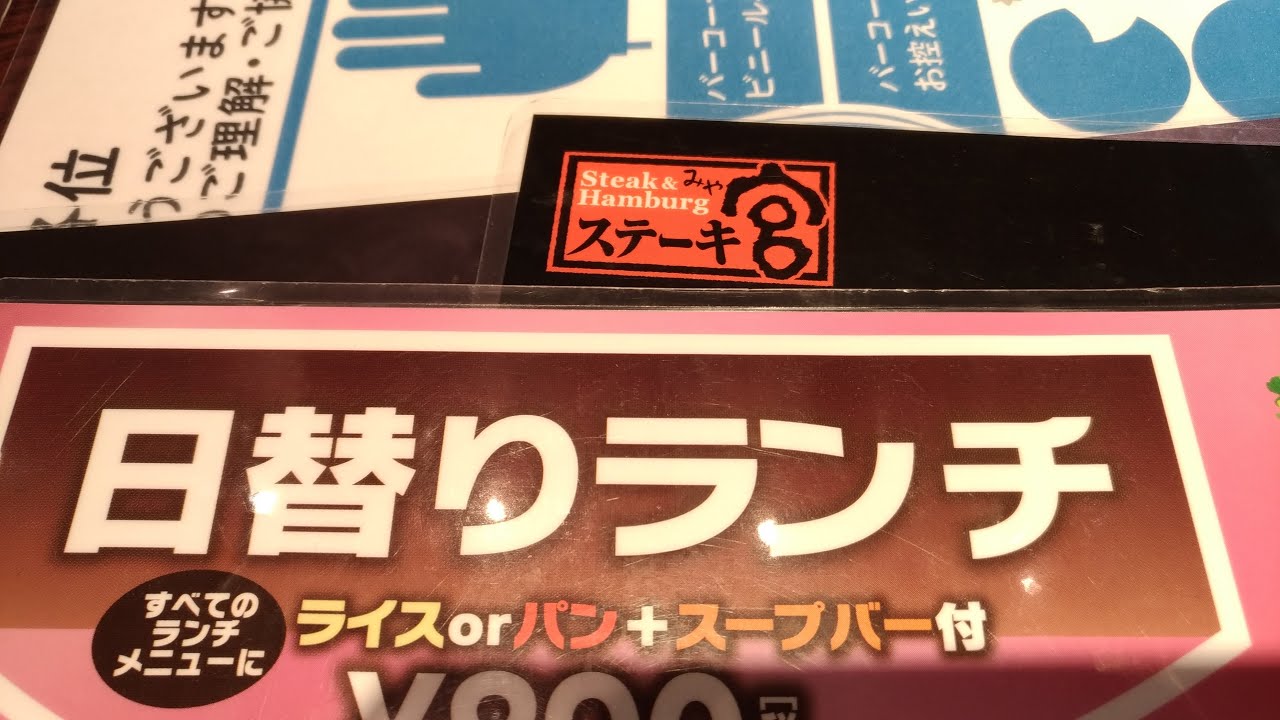 各位
うございます
ご理解・ご
バーコー
ビニール
バーコー
お控えい
Steak &
Hamburg
みや
ステーキ宮
日替りランチ
すべての
ランチ
メニューに
ライスorパン+スープバー付